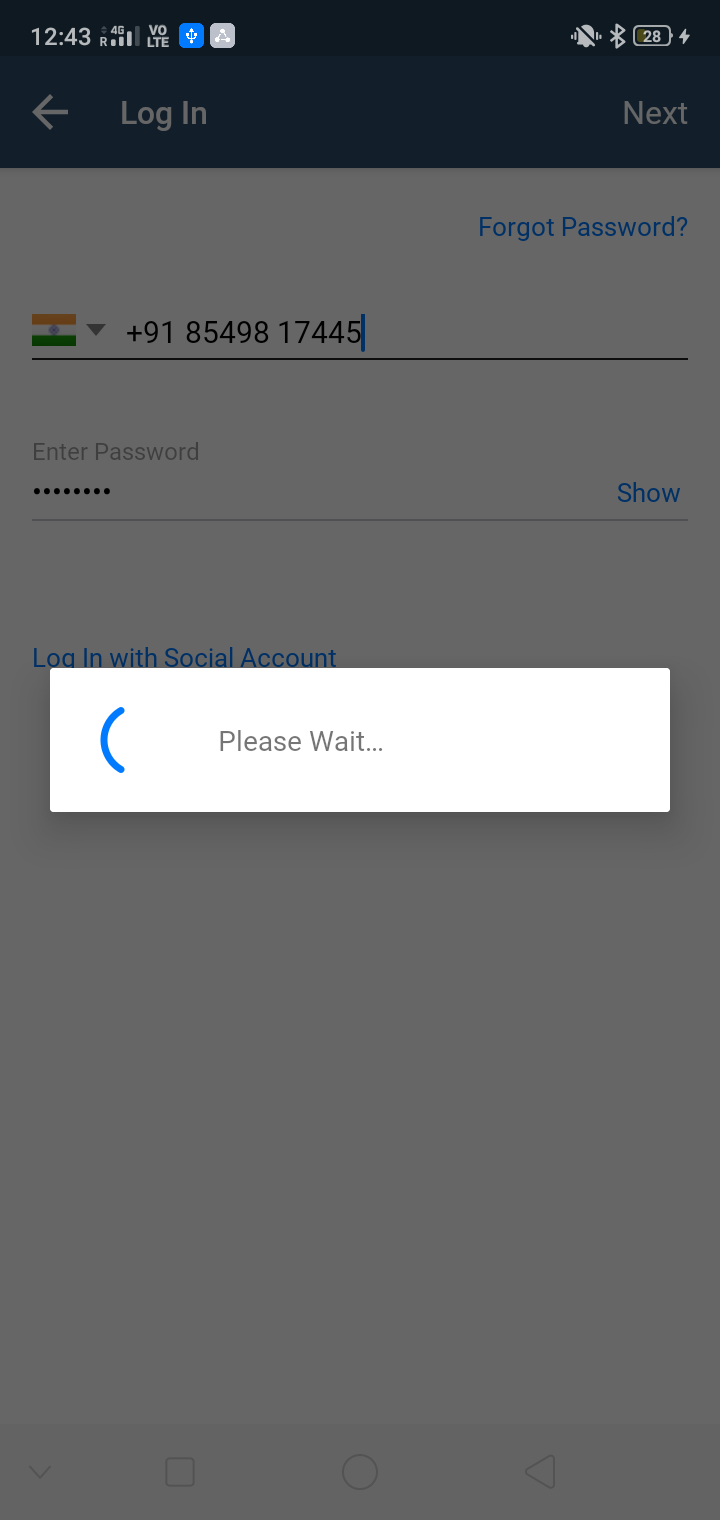 12:43 R 4G VO LTE 28
Log In Next
Forgot Password?
+91 85498 17445
Enter Password
•••••••• Show
Log In with Social Account
Please Wait...